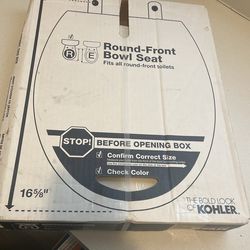 R E
Round-Front
Bowl Seat
Fits all round-front toilets
STOP!
BEFORE OPENING BOX
✓ Confirm Correct Size
✓ Check Color
16⅝"
THE BOLD LOOK
OF KOHLER®